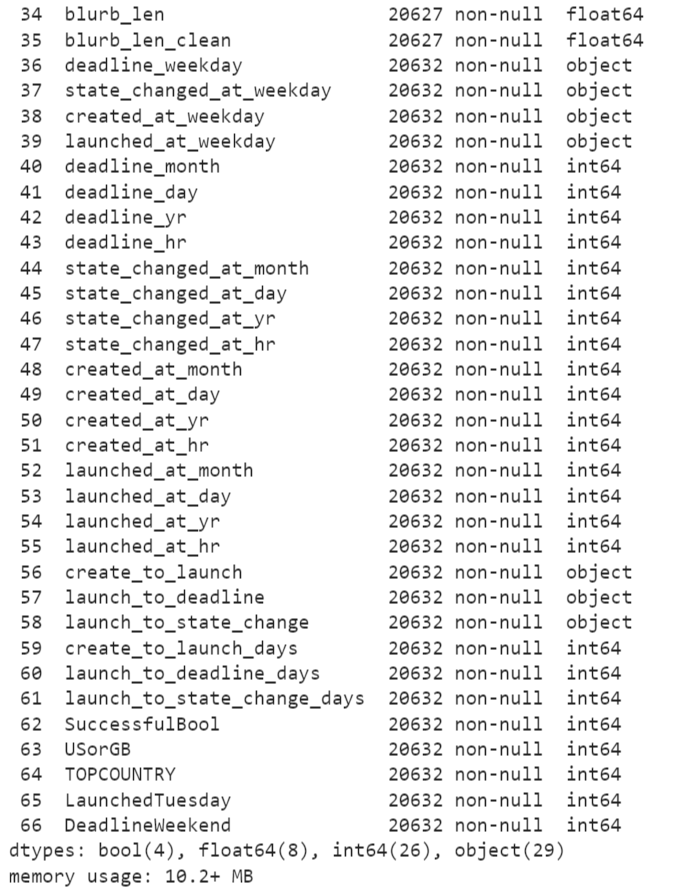 34 blurb_len 20627 non-null float64
35 blurb_len_clean 20627 non-null float64
36 deadline_weekday 20632 non-null object
37 state_changed_at_weekday 20632 non-null object
38 created_at_weekday 20632 non-null object
39 launched_at_weekday 20632 non-null object
40 deadline_month 20632 non-null int64
41 deadline_day 20632 non-null int64
42 deadline_yr 20632 non-null int64
43 deadline_hr 20632 non-null int64
44 state_changed_at_month 20632 non-null int64
45 state_changed_at_day 20632 non-null int64
46 state_changed_at_yr 20632 non-null int64
47 state_changed_at_hr 20632 non-null int64
48 created_at_month 20632 non-null int64
49 created_at_day 20632 non-null int64
50 created_at_yr 20632 non-null int64
51 created_at_hr 20632 non-null int64
52 launched_at_month 20632 non-null int64
53 launched_at_day 20632 non-null int64
54 launched_at_yr 20632 non-null int64
55 launched_at_hr 20632 non-null int64
56 create_to_launch 20632 non-null object
57 launch_to_deadline 20632 non-null object
58 launch_to_state_change 20632 non-null object
59 create_to_launch_days 20632 non-null int64
60 launch_to_deadline_days 20632 non-null int64
61 launch_to_state_change_days 20632 non-null int64
62 SuccessfulBool 20632 non-null int64
63 USorGB 20632 non-null int64
64 TOPCOUNTRY 20632 non-null int64
65 LaunchedTuesday 20632 non-null int64
66 DeadlineWeekend 20632 non-null int64
dtypes: bool(4), float64(8), int64(26), object(29)
memory usage: 10.2+ MB